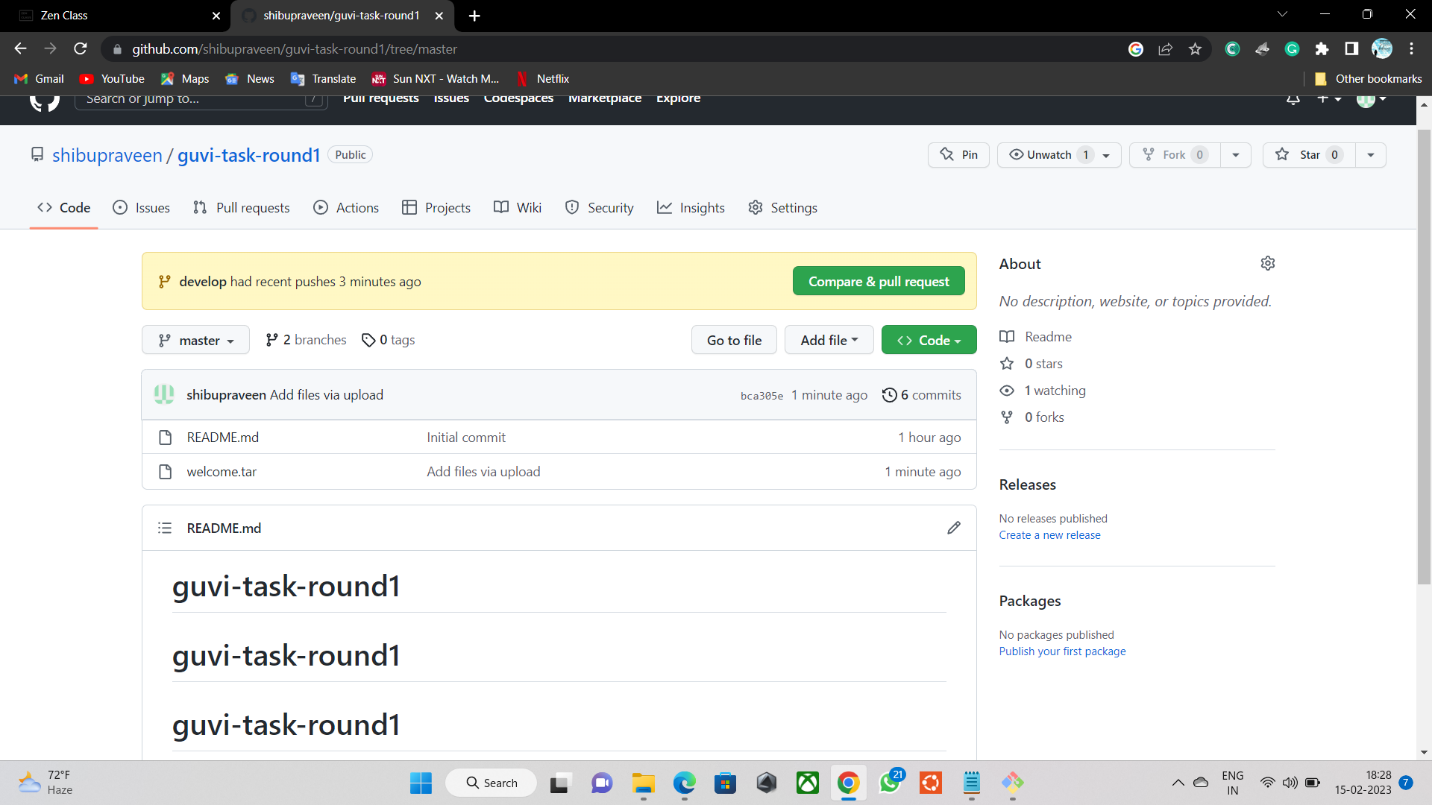 Zen Class
shibupraveen/guvi-task-round1
github.com/shibupraveen/guvi-task-round1/tree/master
Gmail YouTube Maps News Translate Sun NXT - Watch M... Netflix Other bookmarks
Search or jump to... /
Pull requests Issues Codespaces Marketplace Explore
shibupraveen / guvi-task-round1 Public
Pin Unwatch 1 Fork 0 Star 0
Code Issues Pull requests Actions Projects Wiki Security Insights Settings
develop had recent pushes 3 minutes ago
Compare & pull request
master 2 branches 0 tags Go to file Add file Code
shibupraveen Add files via upload bca305e 1 minute ago 6 commits
README.md Initial commit 1 hour ago
welcome.tar Add files via upload 1 minute ago
README.md
guvi-task-round1
guvi-task-round1
guvi-task-round1
About
No description, website, or topics provided.
Readme
0 stars
1 watching
0 forks
Releases
No releases published
Create a new release
Packages
No packages published
Publish your first package
72°F
Haze
Search
21
ENG
IN
18:28
15-02-2023
7